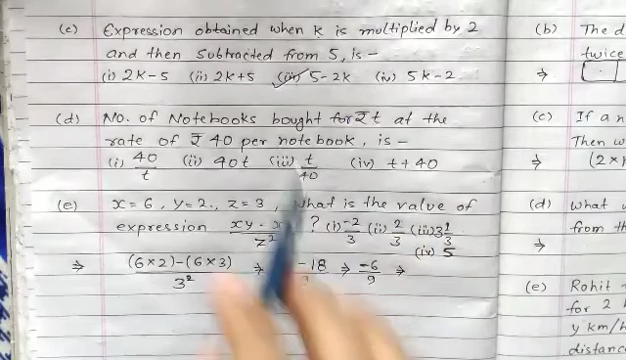 (c) Expression obtained when k is multiplied by 2
and then subtracted from 5, is -
(i) 2k-5 (ii) 2k+5 (iii) 5-2k (iv) 5k-2
(d) No. of Notebooks bought for ₹ t at the
rate of ₹ 40 per notebook, is -
(i) 40/t (ii) 40t (iii) t/40 (iv) t+40
(e) x=6, y=2, z=3, what is the value of
expression xy-x /z² ? (i) -2/3 (ii) 2/3 (iii) 3 1/3
(iv) 5
⇒ (6×2)-(6×3)/3² ⇒ -18 ⇒ -6/9 ⇒
(b) The d
twice
⇒
(c) If a n
Then w
⇒ (2×
(d) what
from th
⇒
(e) Rohit
for 2
y km/h
distanc